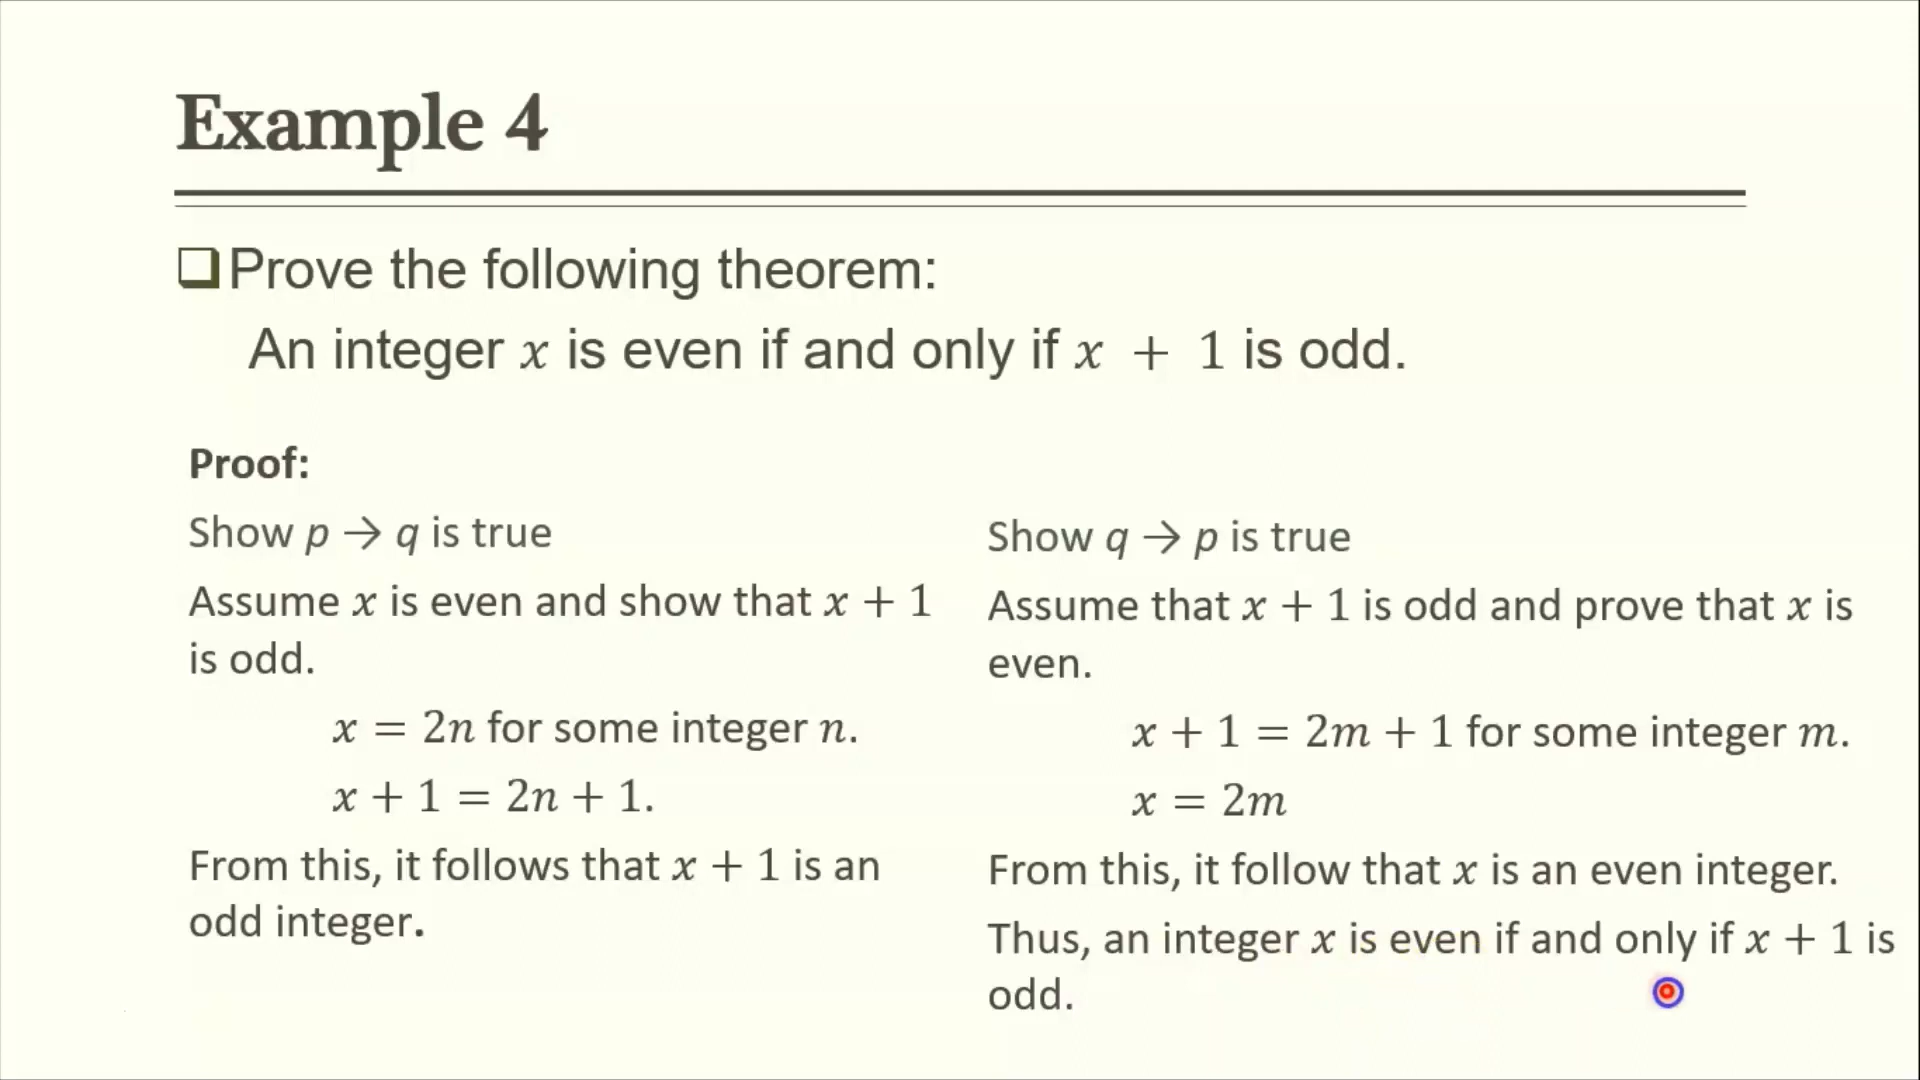 Example 4
Prove the following theorem:
An integer x is even if and only if x + 1 is odd.
Proof:
Show p → q is true
Assume x is even and show that x + 1
is odd.
x = 2n for some integer n.
x + 1 = 2n + 1.
From this, it follows that x + 1 is an
odd integer.
Show q → p is true
Assume that x + 1 is odd and prove that x is
even.
x + 1 = 2m + 1 for some integer m.
x = 2m
From this, it follow that x is an even integer.
Thus, an integer x is even if and only if x + 1 is
odd.